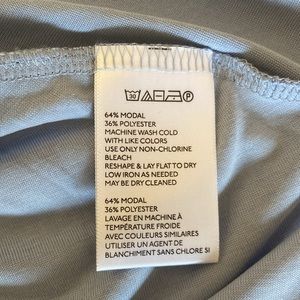 30
P
64% MODAL
36% POLYESTER
MACHINE WASH COLD
WITH LIKE COLORS
USE ONLY NON-CHLORINE
BLEACH
RESHAPE & LAY FLAT TO DRY
LOW IRON AS NEEDED
MAY BE DRY CLEANED
64% MODAL
36% POLYESTER
LAVAGE EN MACHINE À
TEMPÉRATURE FROIDE
AVEC COULEURS SIMILAIRES
UTILISER UN AGENT DE
BLANCHIMENT SANS CHLORE SI